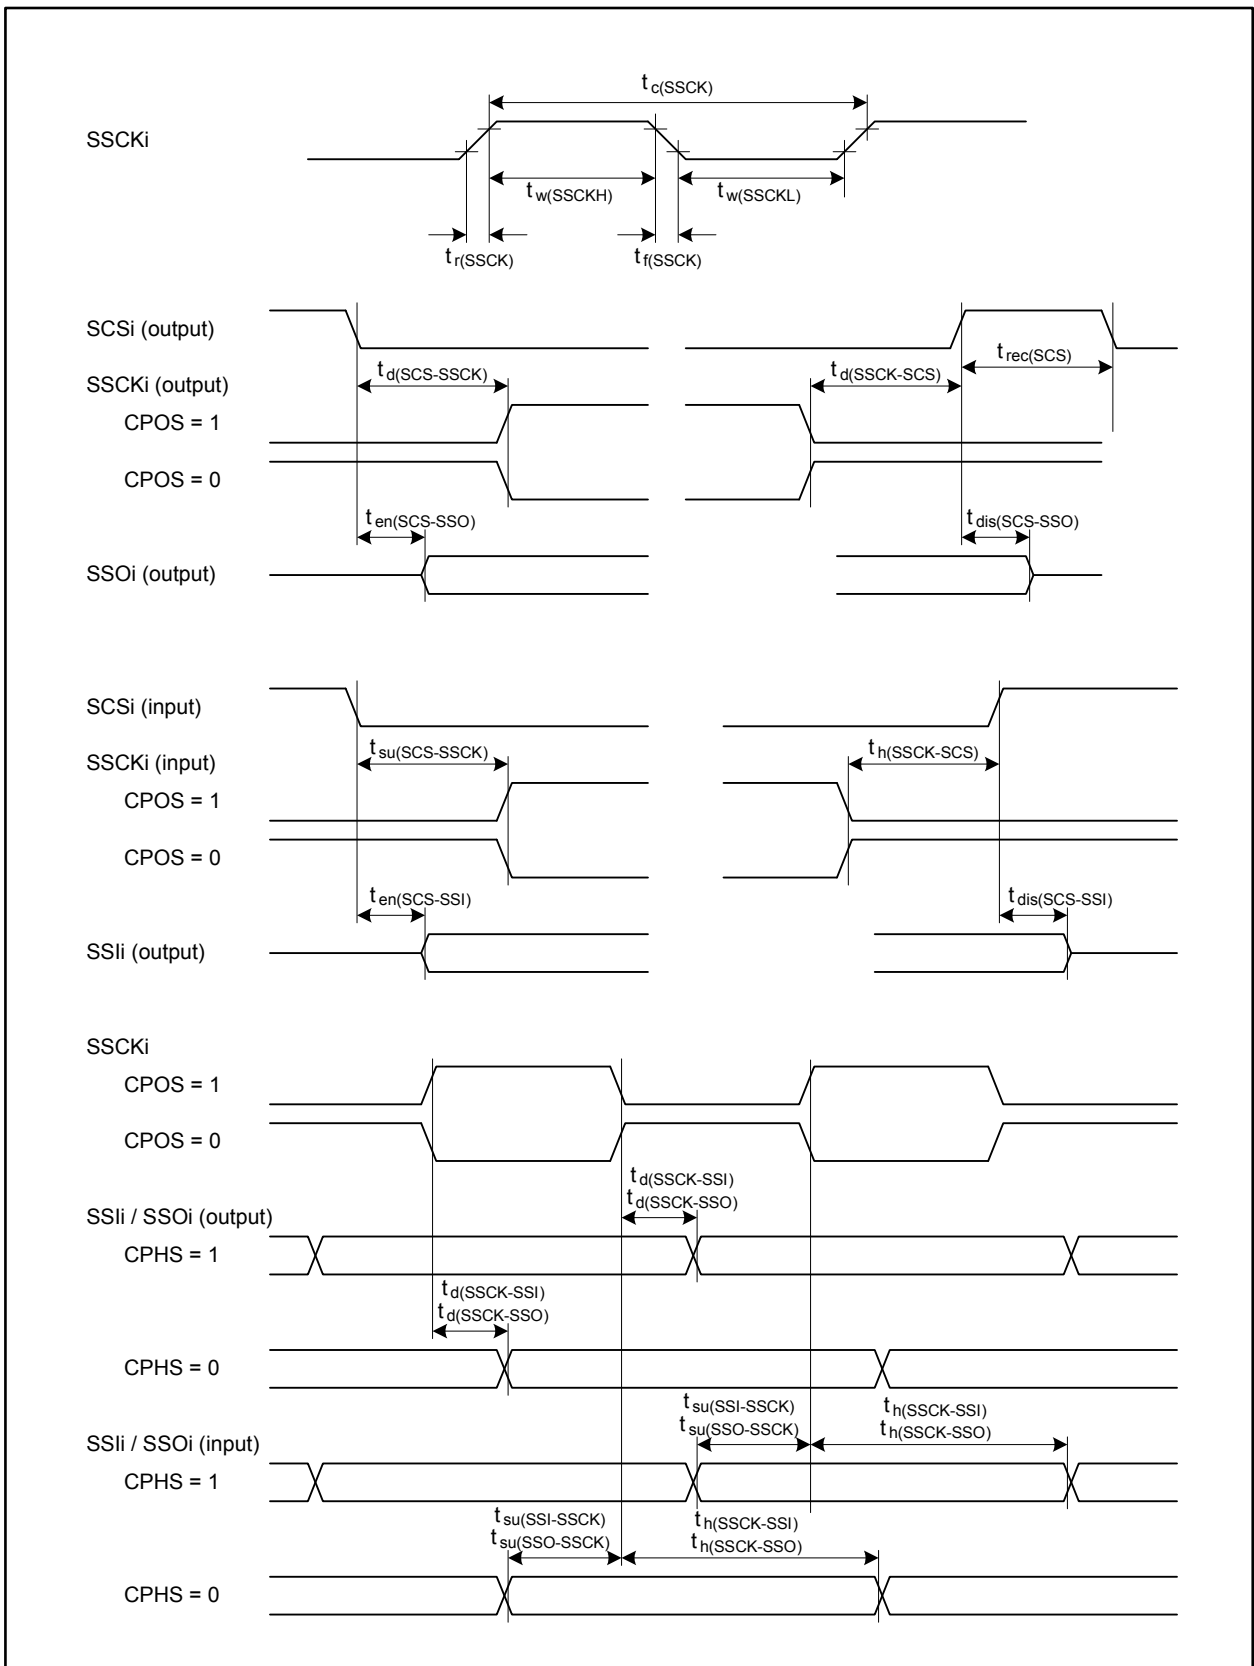 t c(SSCK)
SSCKi
t w(SSCKH) t w(SSCKL)
t r(SSCK) t f(SSCK)
SCSi (output)
t rec(SCS)
t d(SCS-SSCK) t d(SSCK-SCS)
SSCKi (output)
CPOS = 1
CPOS = 0
t en(SCS-SSO) t dis(SCS-SSO)
SSOi (output)
SCSi (input)
t su(SCS-SSCK) t h(SSCK-SCS)
SSCKi (input)
CPOS = 1
CPOS = 0
t en(SCS-SSI) t dis(SCS-SSI)
SSIi (output)
SSCKi
CPOS = 1
CPOS = 0
t d(SSCK-SSI)
t d(SSCK-SSO)
SSIi / SSOi (output)
CPHS = 1
t d(SSCK-SSI)
t d(SSCK-SSO)
CPHS = 0
t su(SSI-SSCK) t h(SSCK-SSI)
t su(SSO-SSCK) t h(SSCK-SSO)
SSIi / SSOi (input)
CPHS = 1
t su(SSI-SSCK) t h(SSCK-SSI)
t su(SSO-SSCK) t h(SSCK-SSO)
CPHS = 0